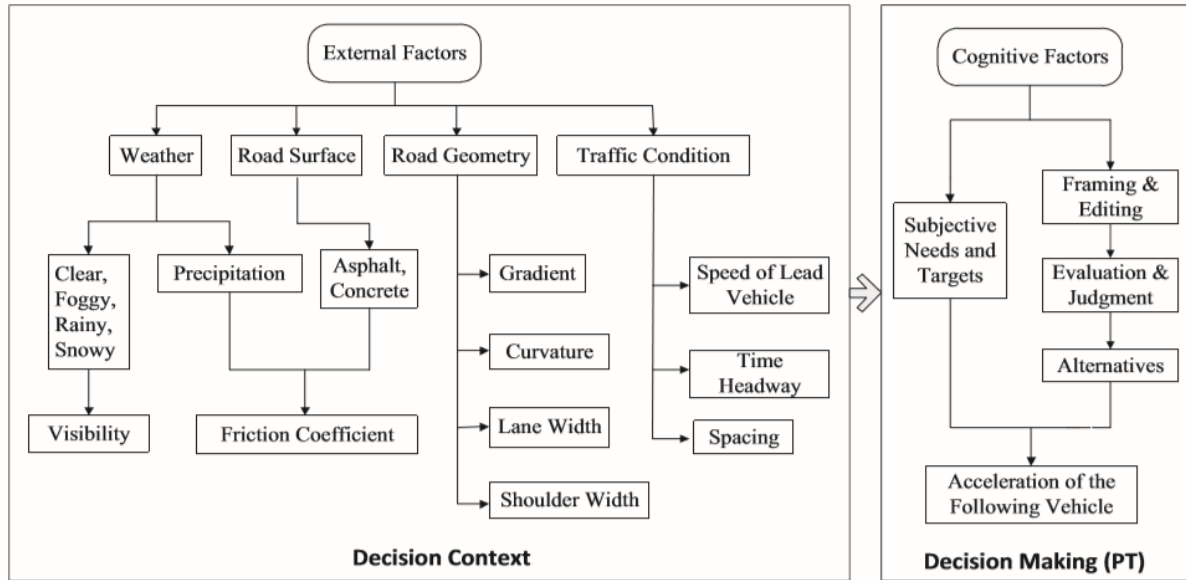 External Factors
Weather
Road Surface
Road Geometry
Traffic Condition
Clear,
Foggy,
Rainy,
Snowy
Precipitation
Asphalt,
Concrete
Gradient
Speed of Lead
Vehicle
Curvature
Time
Headway
Visibility
Friction Coefficient
Lane Width
Spacing
Shoulder Width
Decision Context
Cognitive Factors
Subjective
Needs and
Targets
Framing &
Editing
Evaluation &
Judgment
Alternatives
Acceleration of the
Following Vehicle
Decision Making (PT)